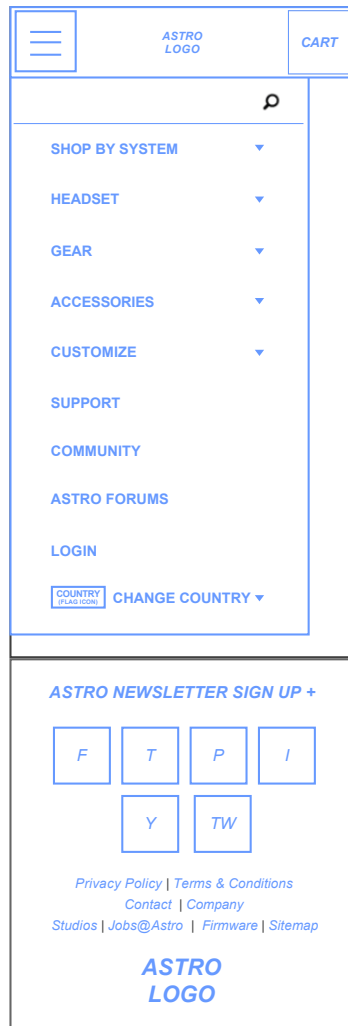 ASTRO
LOGO
CART
SHOP BY SYSTEM
HEADSET
GEAR
ACCESSORIES
CUSTOMIZE
SUPPORT
COMMUNITY
ASTRO FORUMS
LOGIN
COUNTRY
(FLAG ICON)
CHANGE COUNTRY
ASTRO NEWSLETTER SIGN UP +
F T P I
Y TW
Privacy Policy | Terms & Conditions
Contact | Company
Studios | Jobs@Astro | Firmware | Sitemap
ASTRO
LOGO